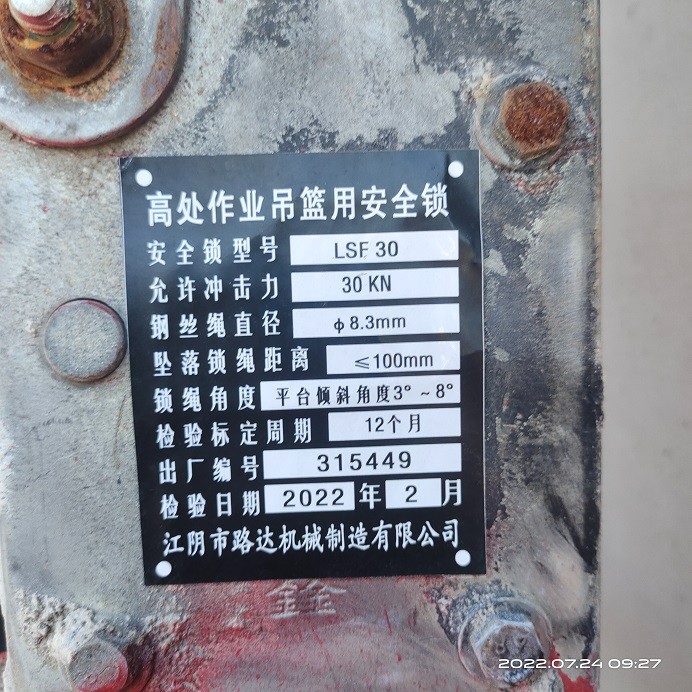 高处作业吊篮用安全锁
安全锁型号 LSF 30
允许冲击力 30 KN
钢丝绳直径 φ8.3mm
坠落锁绳距离 ≤100mm
锁绳角度 平台倾斜角度3°~8°
检验标定周期 12个月
出厂编号 315449
检验日期 2022 年 2 月
江阴市路达机械制造有限公司
鑫
2022.07.24 09:27